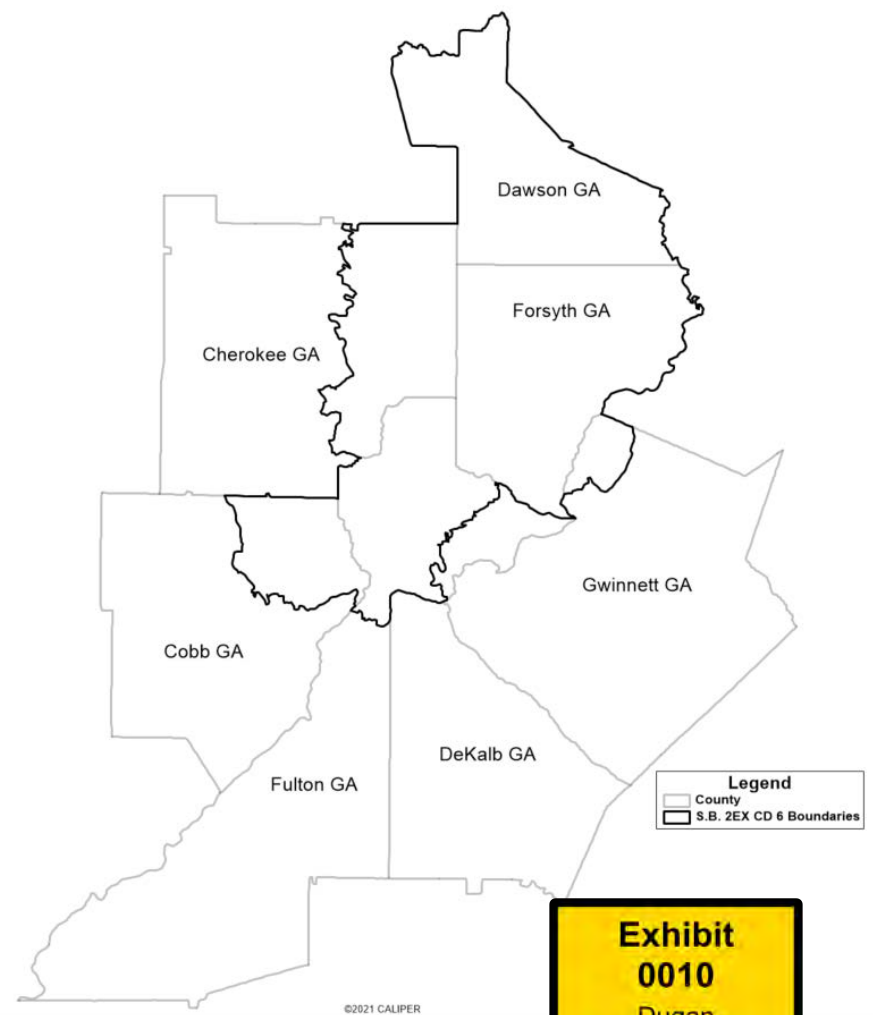 Dawson GA
Forsyth GA
Cherokee GA
Gwinnett GA
Cobb GA
DeKalb GA
Fulton GA
Legend
County
S.B. 2EX CD 6 Boundaries
Exhibit
0010
Dugan
©2021 CALIPER